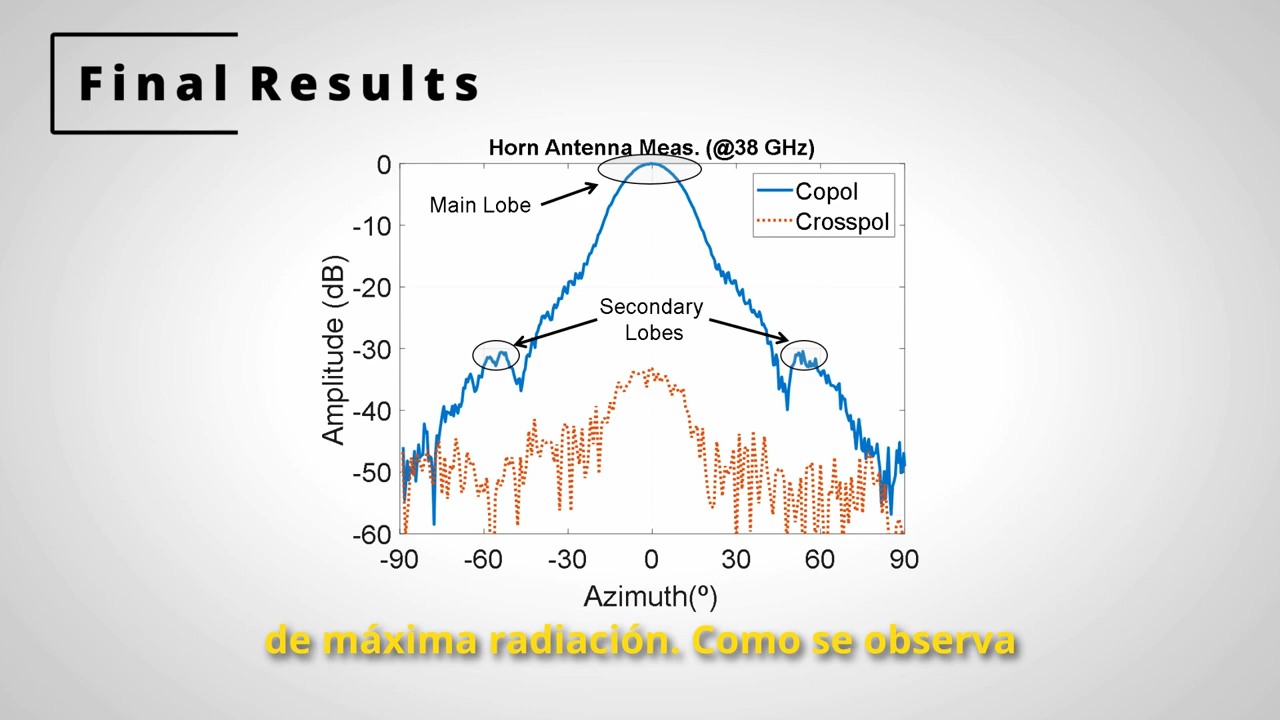 Final Results
Horn Antenna Meas. (@38 GHz)
Main Lobe
Copol
Crosspol
Secondary
Lobes
Amplitude (dB)
0
-10
-20
-30
-40
-50
-60
-90 -60 -30 0 30 60 90
Azimuth(º)
de máxima radiación. Como se observa